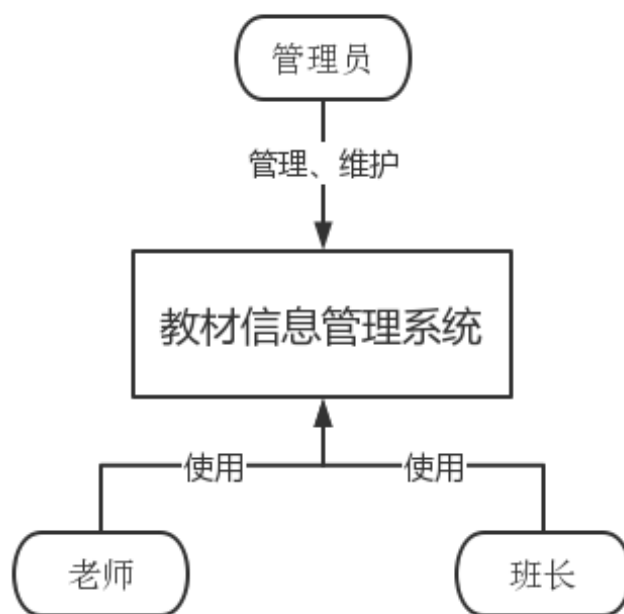 管理员
管理、维护
教材信息管理系统
使用
使用
老师
班长